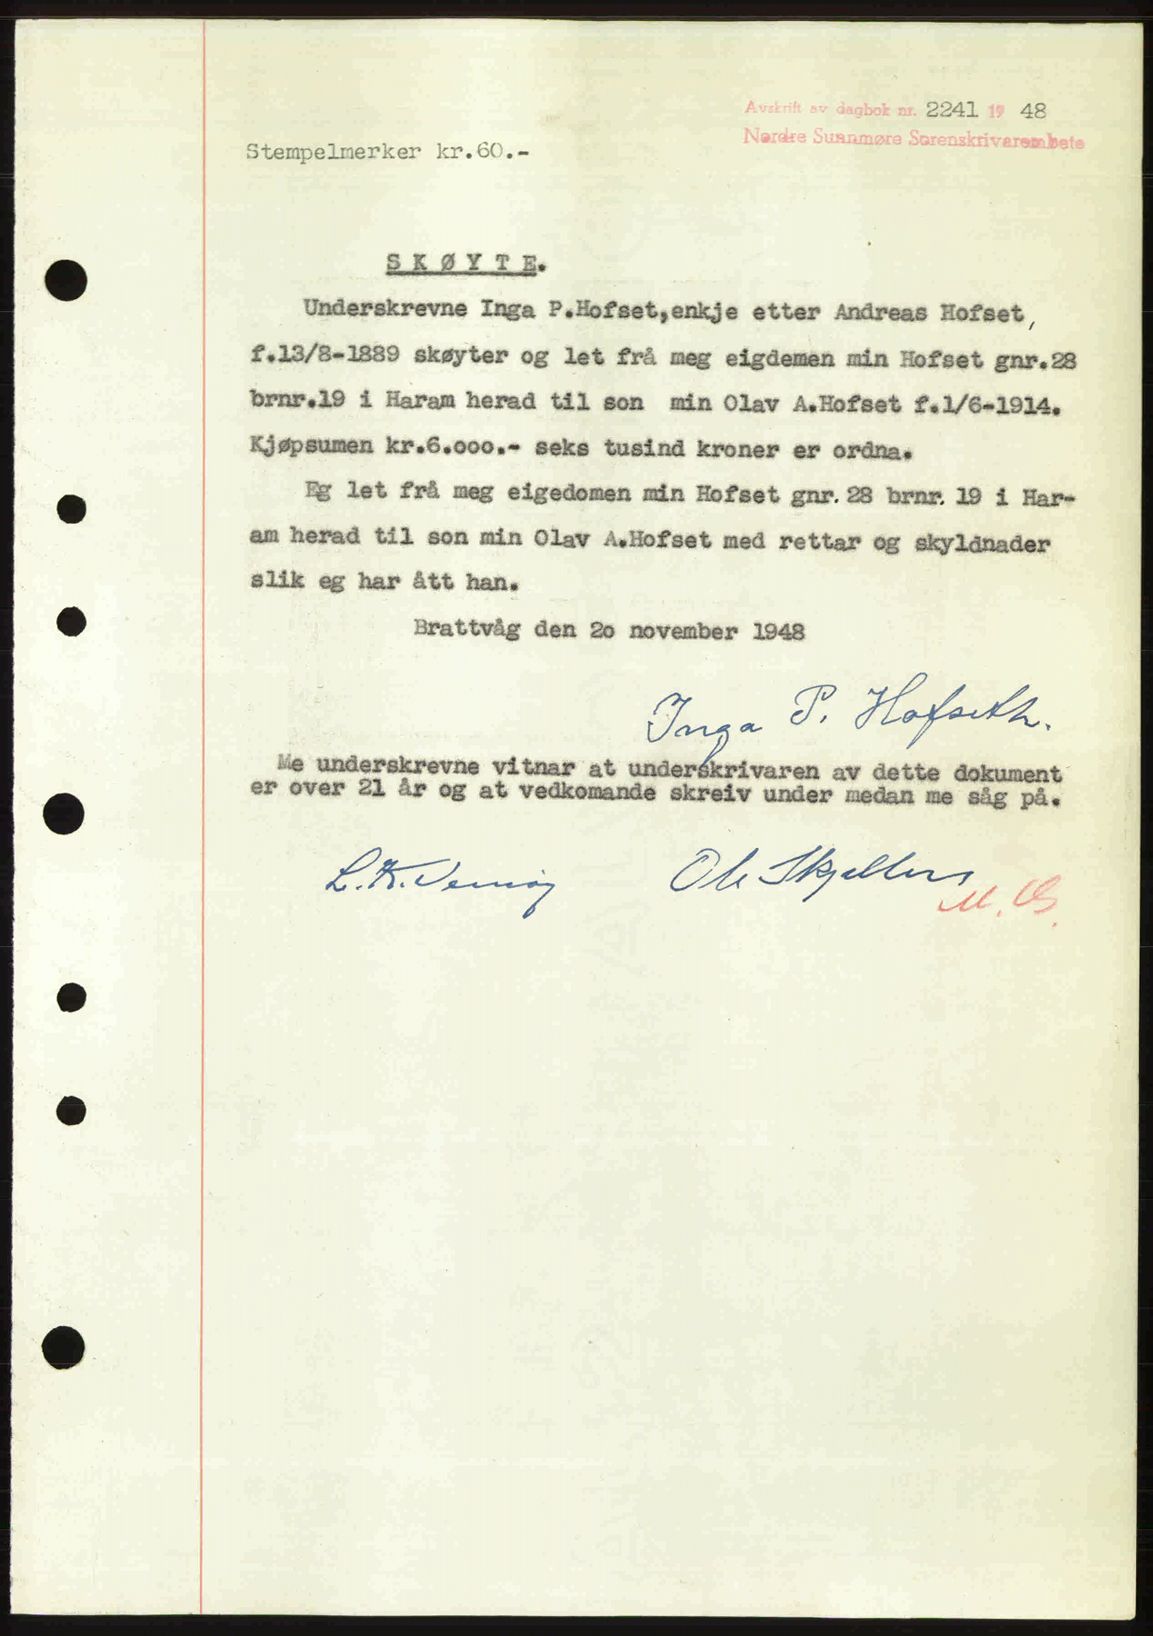 Avskrift av dagbok nr. 2241 19 48
Nordre Sunnmøre Sorenskrivarembete
Stempelmerker kr.60.-
SKØYTE.
Underskrevne Inga P.Hofset,enkje etter Andreas Hofset,
f.13/8-1889 skøyter og let frå meg eigdemen min Hofset gnr.28
brnr.19 i Haram herad til son min Olav A.Hofset f.1/6-1914.
Kjøpsumen kr.6.ooo.- seks tusind kroner er ordna.
Eg let frå meg eigedomen min Hofset gnr. 28 brnr. 19 i Har-
am herad til son min Olav A.Hofset med rettar og skyldnader
slik eg har ått han.
Brattvåg den 2o november 1948
Inga P. Hofseth.
Me underskrevne vitnar at underskrivaren av dette dokument
er over 21 år og at vedkomande skreiv under medan me såg på.
L. K.
Ole
M. Ø.